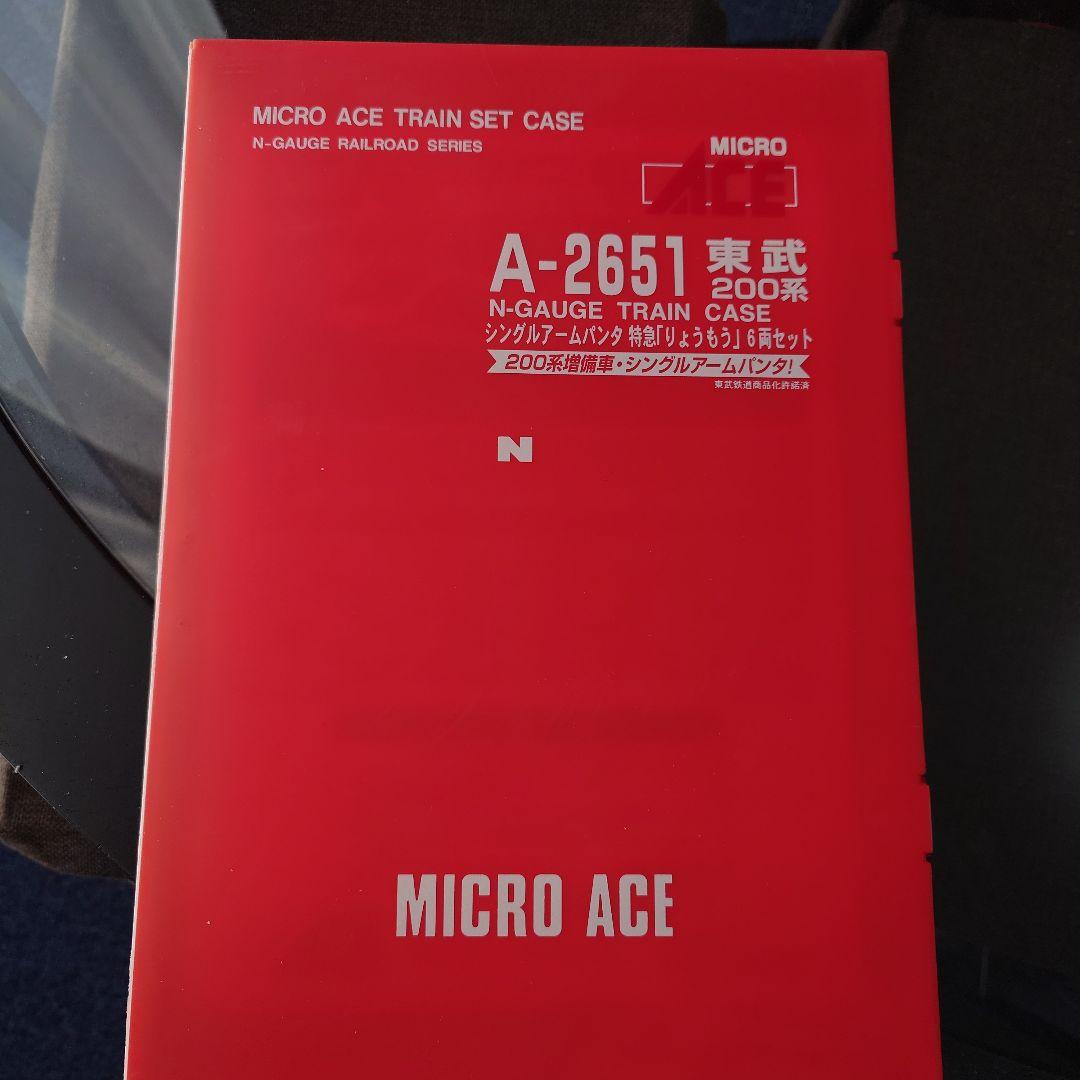 MICRO ACE TRAIN SET CASE
N-GAUGE RAILROAD SERIES
MICRO
ACE
A-2651 東武
200系
N-GAUGE TRAIN CASE
シングルアームパンタ 特急「りょうもう」6両セット
200系増備車・シングルアームパンタ!
東武鉄道商品化許諾済
N
MICRO ACE